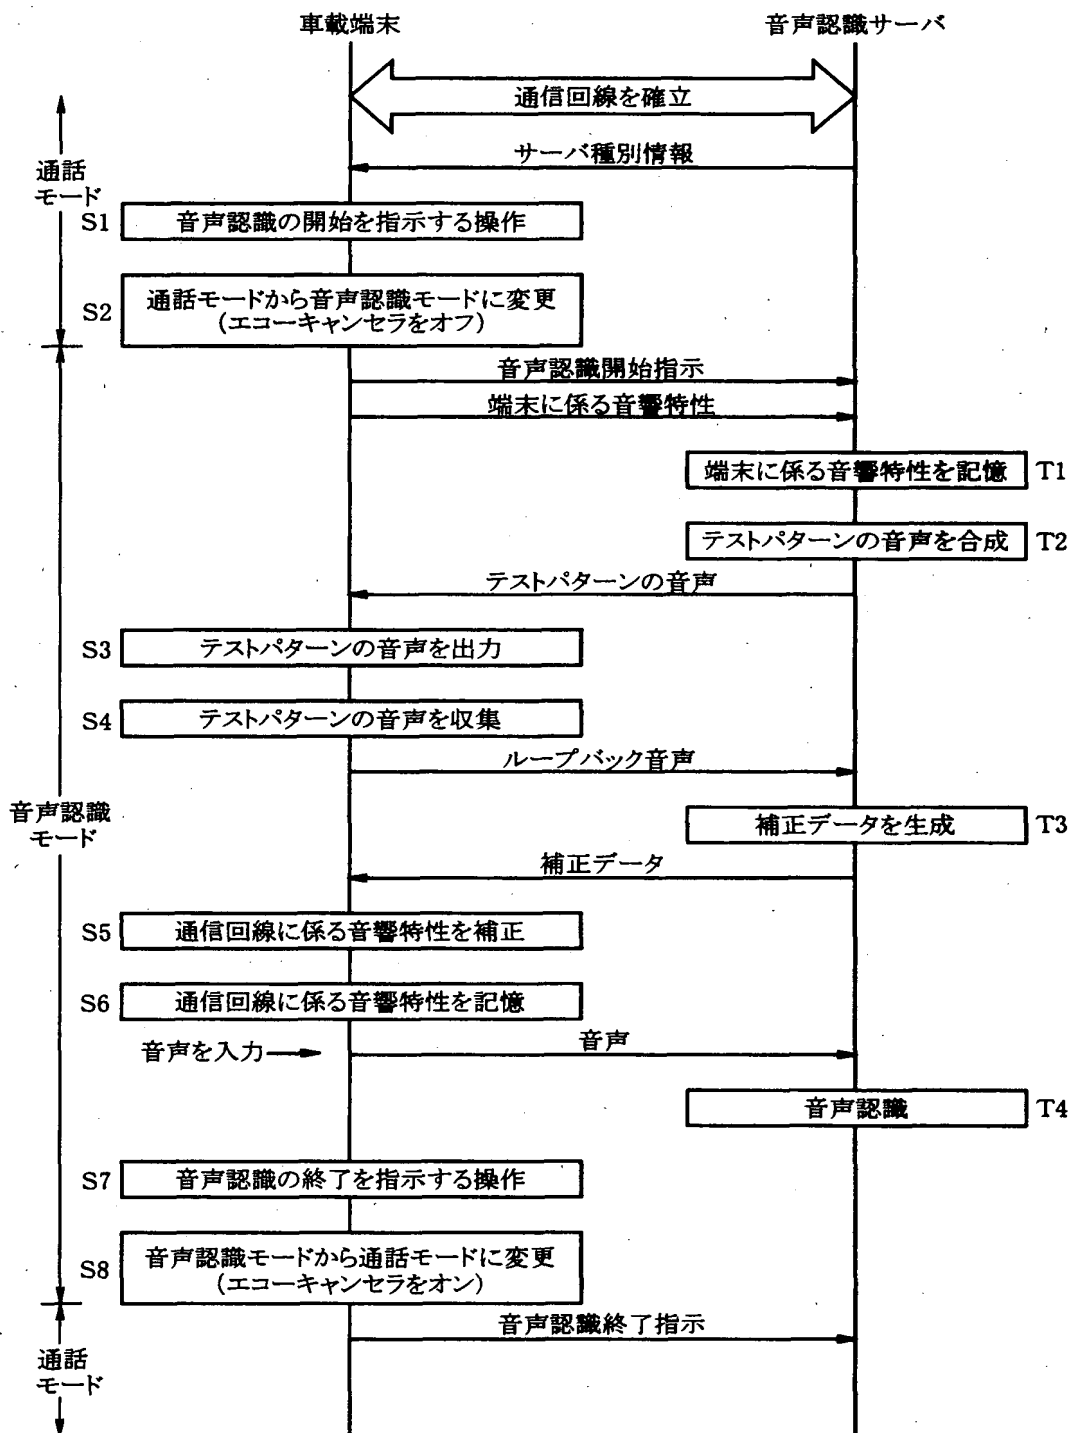 車載端末
音声認識サーバ
通信回線を確立
サーバ種別情報
通話
モード
S1
音声認識の開始を指示する操作
S2
通話モードから音声認識モードに変更
(エコーキャンセラをオフ)
音声認識開始指示
端末に係る音響特性
端末に係る音響特性を記憶
T1
テストパターンの音声を合成
T2
テストパターンの音声
S3
テストパターンの音声を出力
S4
テストパターンの音声を収集
ループバック音声
音声認識
モード
補正データを生成
T3
補正データ
S5
通信回線に係る音響特性を補正
S6
通信回線に係る音響特性を記憶
音声を入力
音声
音声認識
T4
S7
音声認識の終了を指示する操作
S8
音声認識モードから通話モードに変更
(エコーキャンセラをオン)
音声認識終了指示
通話
モード